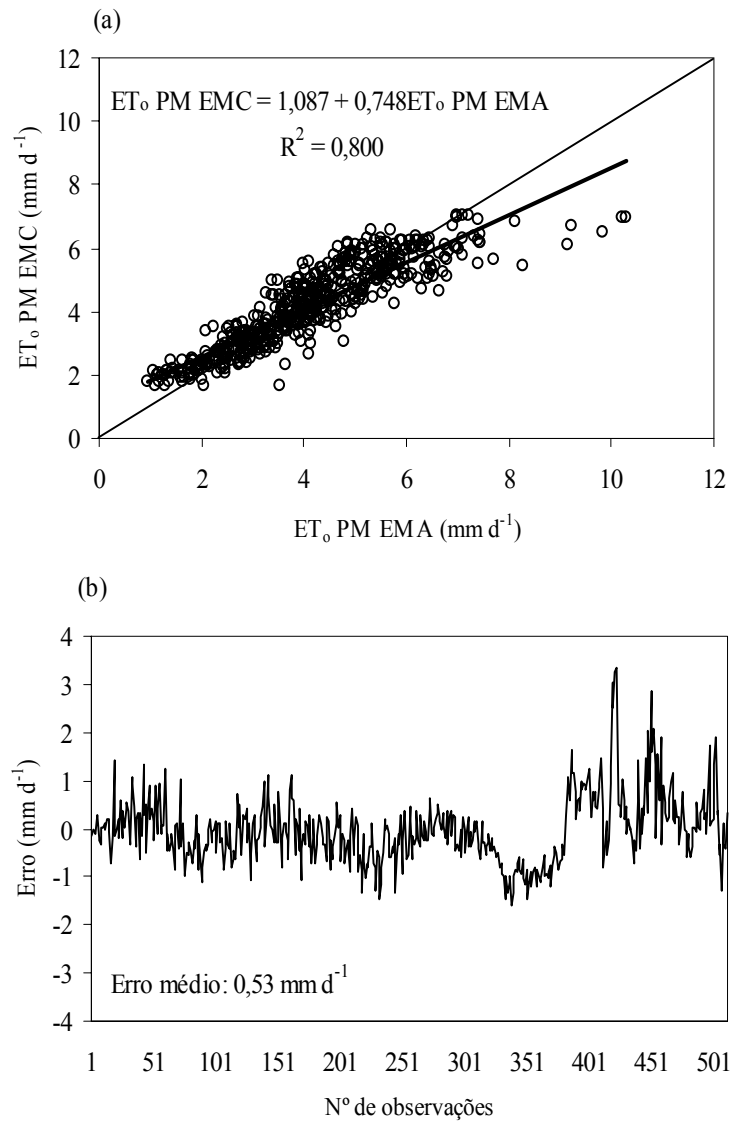 (a)
12
10
8
6
4
2
0
ETo PM EMC (mm d-1)
ETo PM EMC = 1,087 + 0,748ETo PM EMA
R2 = 0,800
0 2 4 6 8 10 12
ETo PM EMA (mm d-1)
(b)
4
3
2
1
0
-1
-2
-3
-4
Erro (mm d-1)
Erro médio: 0,53 mm d-1
1 51 101 151 201 251 301 351 401 451 501
Nº de observações